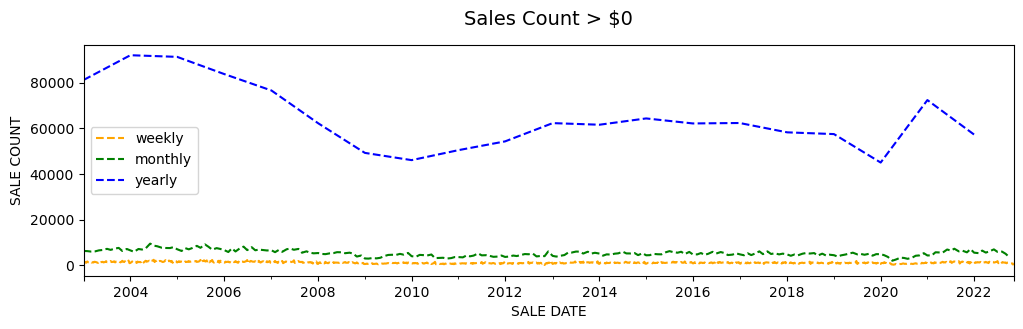 Sales Count > $0
SALE COUNT
80000
60000
40000
20000
0
weekly
monthly
yearly
2004 2006 2008 2010 2012 2014 2016 2018 2020 2022
SALE DATE